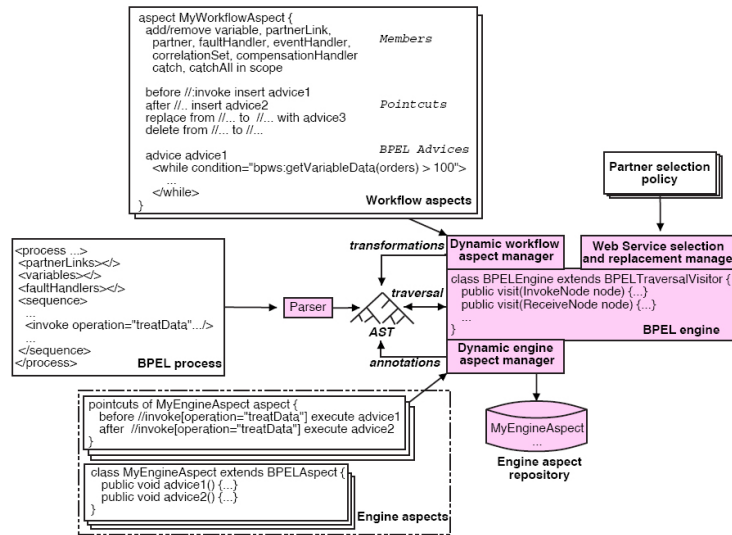 aspect MyWorkflowAspect {
add/remove variable, partnerLink,
partner, faultHandler, eventHandler,
correlationSet, compensationHandler
catch, catchAll in scope
Members
before //:invoke insert advice1
after //.. insert advice2
replace from //... to //... with advice3
delete from //... to //...
Pointcuts
BPEL Advices
advice advice1
<while condition="bpws:getVariableData(orders) > 100">
...
</while>
}
Workflow aspects
Partner selection
policy
<process ...>
<partnerLinks></>
<variables></>
<faultHandlers></>
<sequence>
...
<invoke operation="treatData".../>
...
</sequence>
</process>
BPEL process
Parser
AST
transformations
traversal
annotations
Dynamic workflow
aspect manager
Web Service selection
and replacement manager
class BPELEngine extends BPELTraversalVisitor {
public visit(InvokeNode node) {...}
public visit(ReceiveNode node) {...}
...
}
BPEL engine
Dynamic engine
aspect manager
MyEngineAspect
...
Engine aspect
repository
pointcuts of MyEngineAspect aspect {
before //invoke[operation="treatData"] execute advice1
after //invoke[operation="treatData"] execute advice2
}
class MyEngineAspect extends BPELAspect {
public void advice1() {...}
public void advice2() {...}
}
Engine aspects